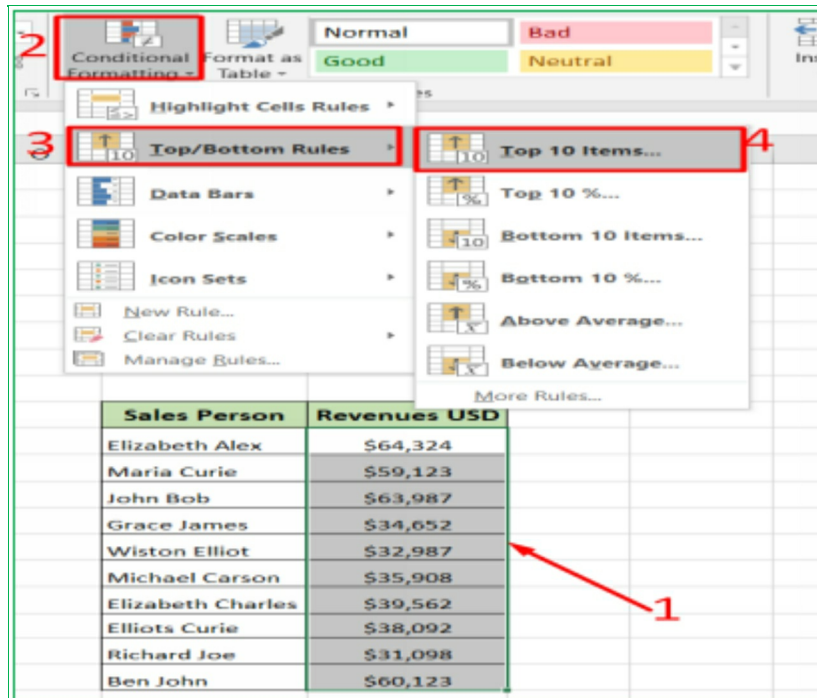 2
Conditional
Formatting
Format as
Table
Normal
Bad
Good
Neutral
Ins
es
Highlight Cells Rules
3
Top/Bottom Rules
4
Top 10 Items...
Data Bars
Top 10 %...
Color Scales
Bottom 10 Items...
Icon Sets
Bottom 10 %...
New Rule...
Above Average...
Clear Rules
Manage Rules...
Below Average...
More Rules...
Sales Person Revenues USD
Elizabeth Alex $64,324
Maria Curie $59,123
John Bob $63,987
Grace James $34,652
Wiston Elliot $32,987
Michael Carson $35,908
Elizabeth Charles $39,562
1
Elliots Curie $38,092
Richard Joe $31,098
Ben John $60,123